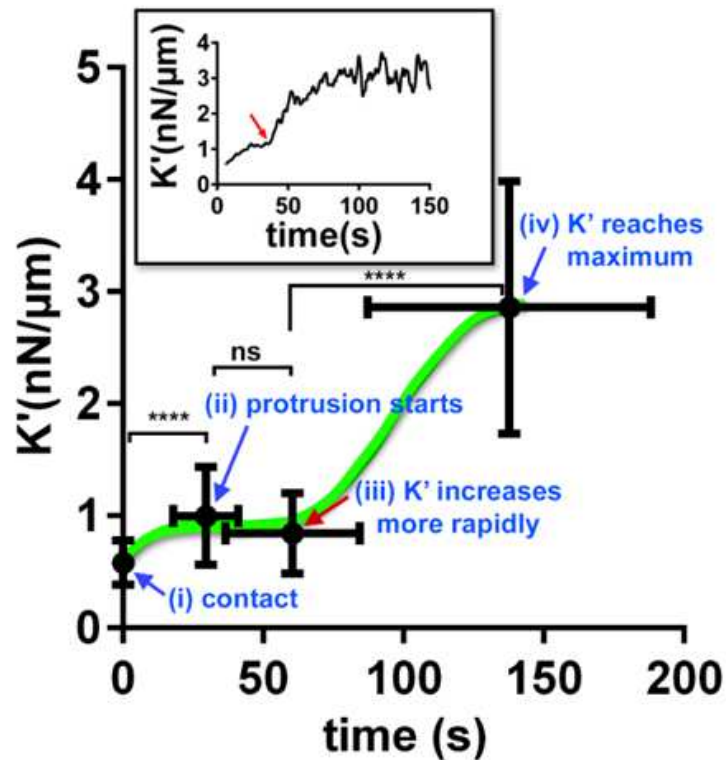 4
3
2
1
0
K'(nN/μm)
0 50 100 150
time(s)
5
4
3
2
1
0
K'(nN/μm)
(iv) K' reaches
maximum
****
ns
(ii) protrusion starts
****
(iii) K' increases
more rapidly
(i) contact
0 50 100 150 200
time (s)